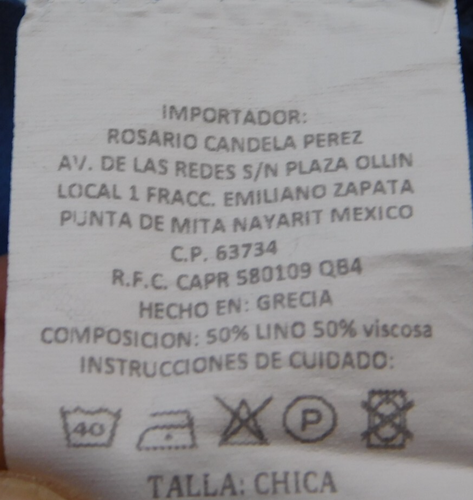 IMPORTADOR:
ROSARIO CANDELA PEREZ
AV. DE LAS REDES S/N PLAZA OLLIN
LOCAL 1 FRACC. EMILIANO ZAPATA
PUNTA DE MITA NAYARIT MEXICO
C.P. 63734
R.F.C. CAPR 580109 QB4
HECHO EN: GRECIA
COMPOSICION: 50% LINO 50% viscosa
INSTRUCCIONES DE CUIDADO:
40 P
TALLA: CHICA